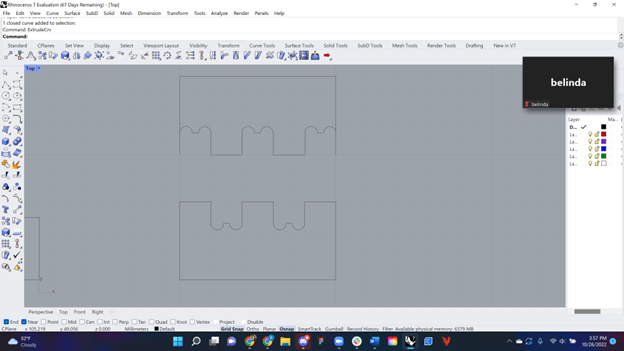 Rhinoceros 7 Evaluation (67 Days Remaining) - [Top]
File Edit View Curve Surface SubD Solid Mesh Dimension Transform Tools Analyze Render Panels Help
1 closed curve added to selection.
Command: ExtrudeCrv
Command:
Standard CPlanes Set View Display Select Viewport Layout Visibility Transform Curve Tools Surface Tools Solid Tools SubD Tools Mesh Tools Render Tools Drafting New in V7
Top
belinda
belinda
Layer Ma...
D...
La...
La...
La...
La...
La...
y
x
Perspective Top Front Right
End Near Point Mid Cen Int Perp Tan Quad Knot Vertex Project Disable
CPlane x 105.219 y 49.056 z 0.000 Millimeters Default Grid Snap Ortho Planar Osnap SmartTrack Gumball Record History Filter Available physical memory: 6379 MB
52°F
Cloudy
3:57 PM
10/26/2022